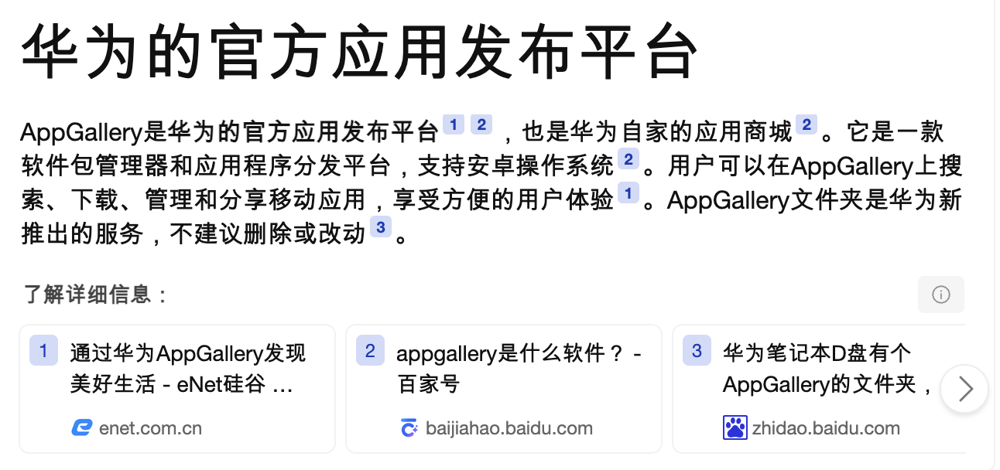 华为的官方应用发布平台
AppGallery是华为的官方应用发布平台 1 2 ，也是华为自家的应用商城 2 。它是一款
软件包管理器和应用程序分发平台，支持安卓操作系统 2 。用户可以在AppGallery上搜
索、下载、管理和分享移动应用，享受方便的用户体验 1 。AppGallery文件夹是华为新
推出的服务，不建议删除或改动 3 。
了解详细信息：
1 通过华为AppGallery发现
美好生活 - eNet硅谷 ...
enet.com.cn
2 appgallery是什么软件？ -
百家号
baijiahao.baidu.com
3 华为笔记本D盘有个
AppGallery的文件夹，
zhidao.baidu.com